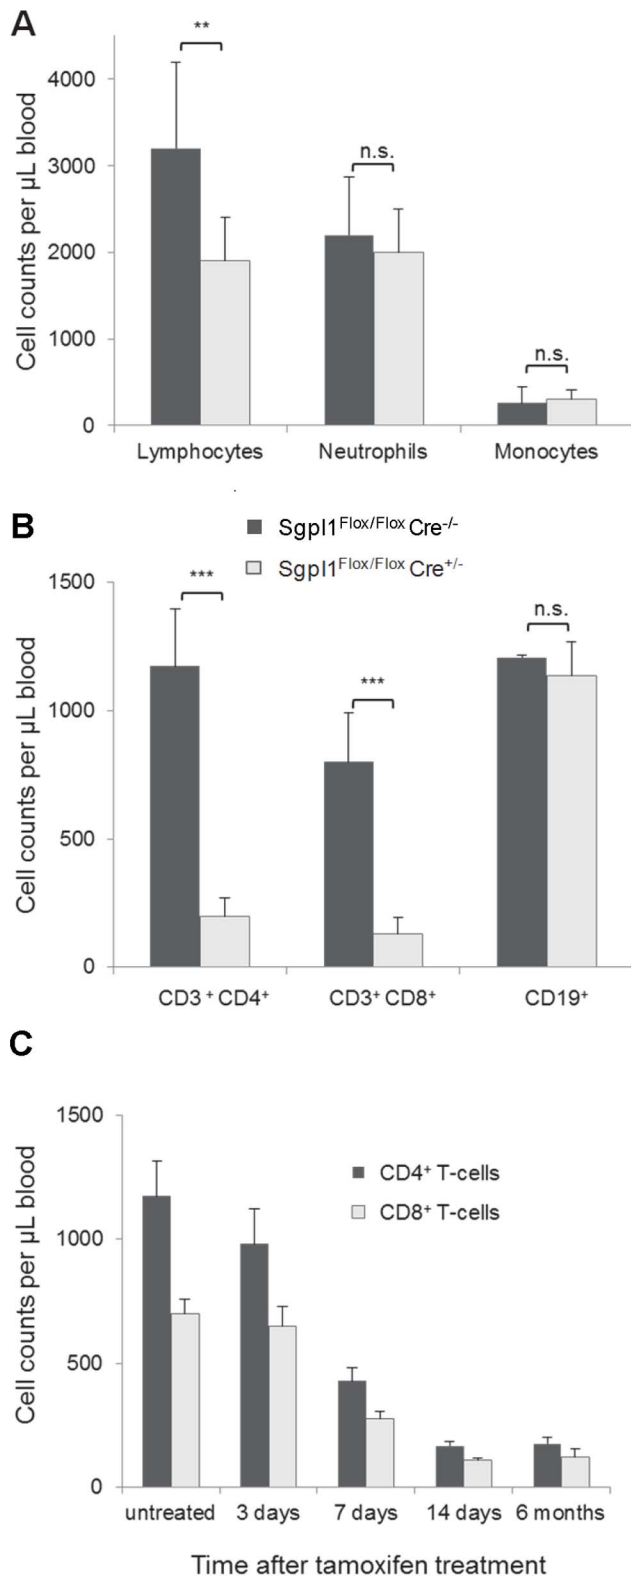 A
Cell counts per µL blood
4000
3000
2000
1000
0
**
n.s.
n.s.
Lymphocytes Neutrophils Monocytes
B
Sgpl1Flox/Flox Cre-/-
Sgpl1Flox/Flox Cre+/-
Cell counts per µL blood
1500
1000
500
0
***
***
n.s.
CD3 + CD4+ CD3+ CD8+ CD19+
C
Cell counts per µL blood
1500
1000
500
0
CD4+ T-cells
CD8+ T-cells
untreated 3 days 7 days 14 days 6 months
Time after tamoxifen treatment